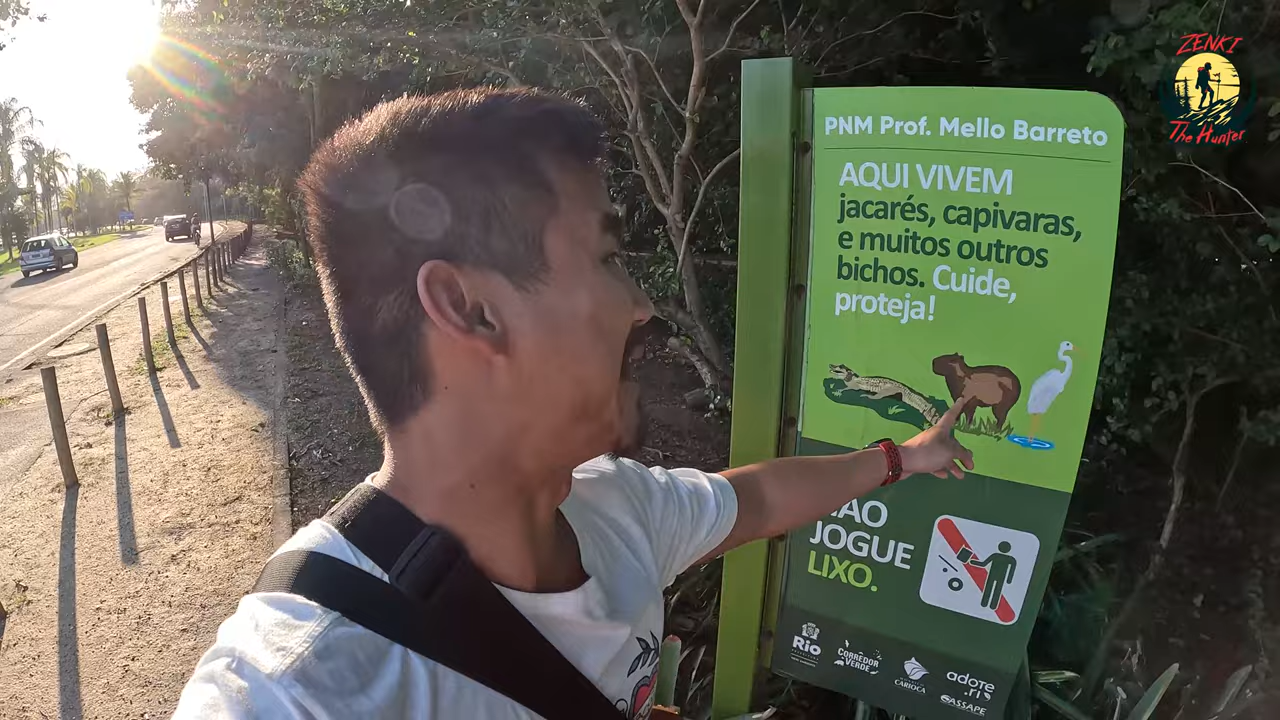 ZENKI
The Hunter
PNM Prof. Mello Barreto
AQUI VIVEM
jacarés, capivaras,
e muitos outros
bichos. Cuide,
proteja!
JOGUE
LIXO.
Rio
CORREDOR
VERDE
CARIOCA
adote
.rj
ASSAPE